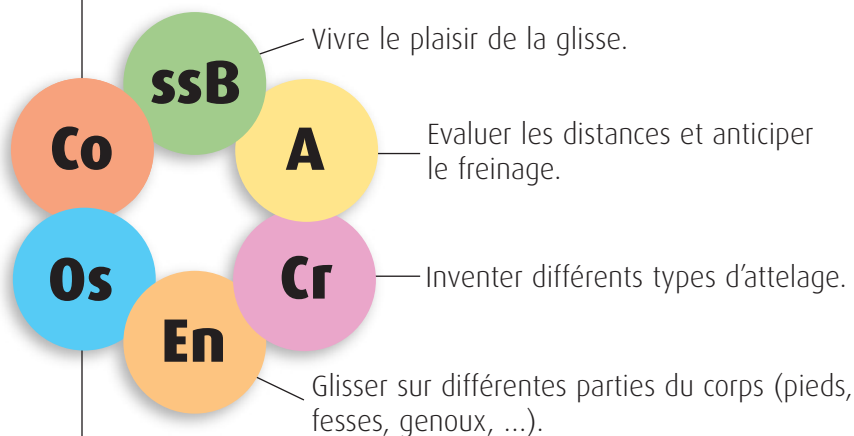 ssB
Vivre le plaisir de la glisse.
Co
A
Evaluer les distances et anticiper
le freinage.
Os
Cr
Inventer différents types d’attelage.
En
Glisser sur différentes parties du corps (pieds,
fesses, genoux, ...).